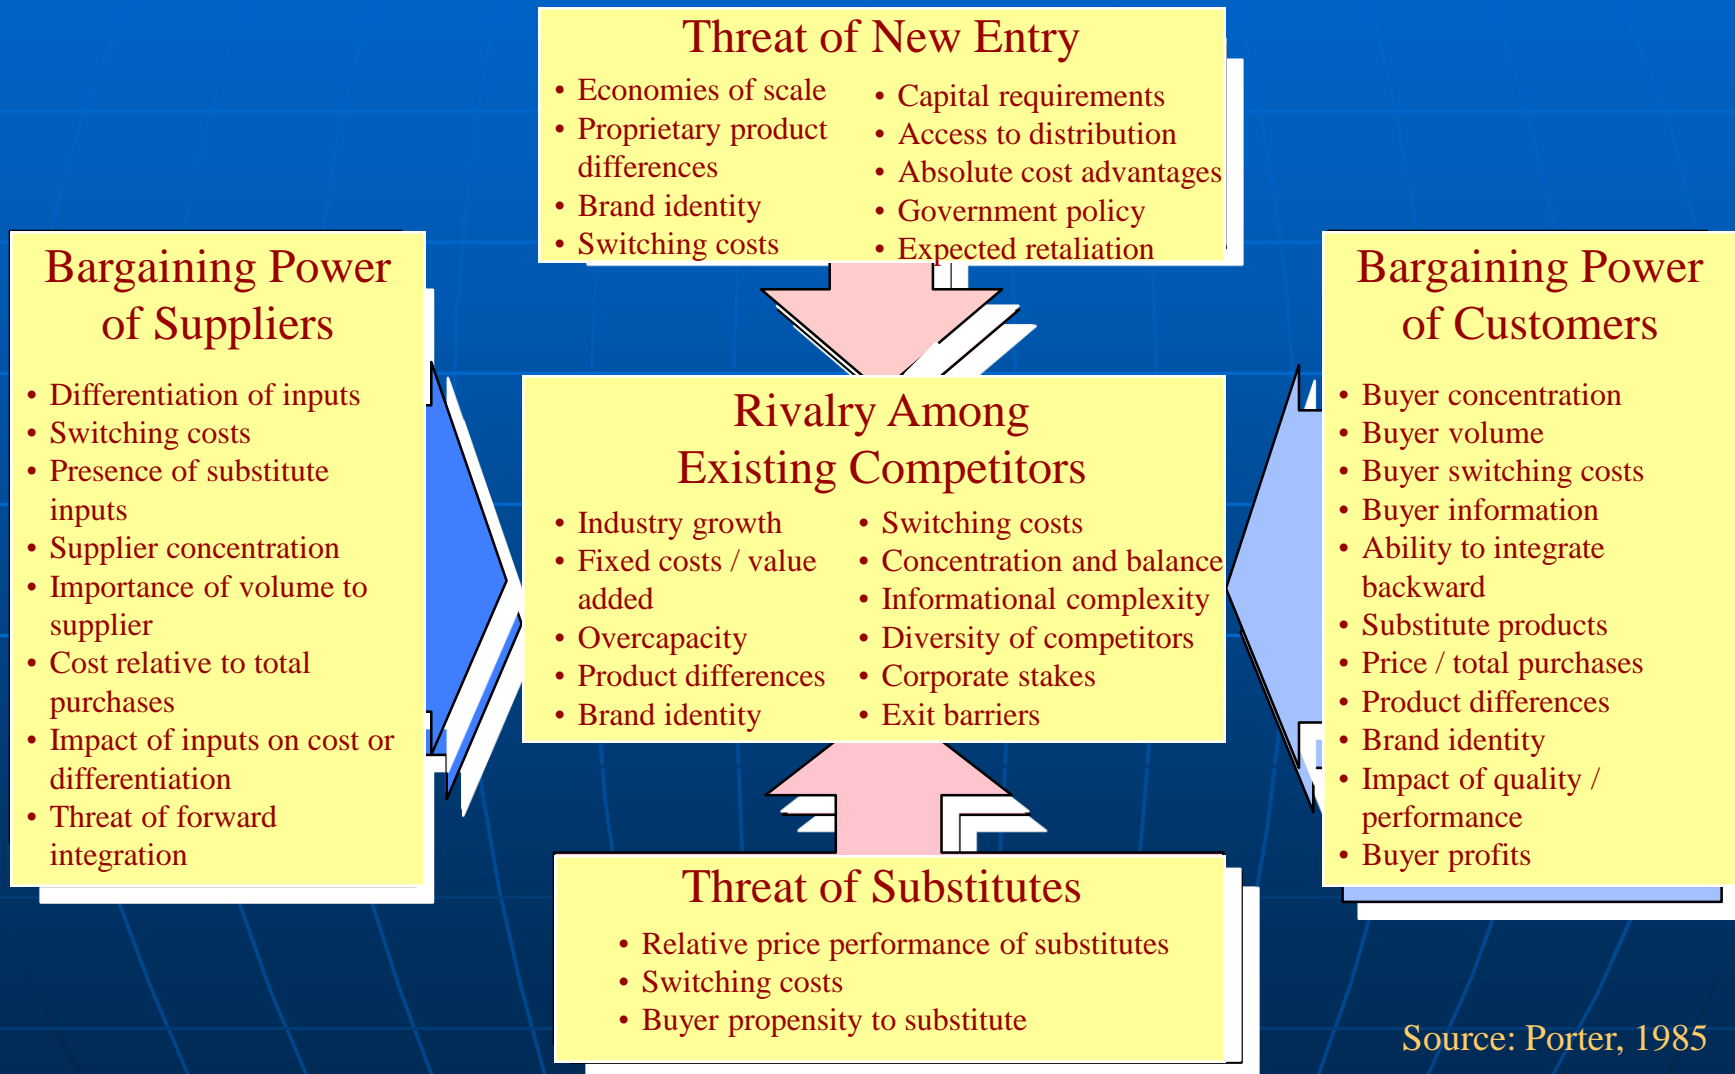 Threat of New Entry
• Economies of scale
• Proprietary product
differences
• Brand identity
• Switching costs
• Capital requirements
• Access to distribution
• Absolute cost advantages
• Government policy
• Expected retaliation
Bargaining Power
of Suppliers
• Differentiation of inputs
• Switching costs
• Presence of substitute
inputs
• Supplier concentration
• Importance of volume to
supplier
• Cost relative to total
purchases
• Impact of inputs on cost or
differentiation
• Threat of forward
integration
Rivalry Among
Existing Competitors
• Industry growth
• Fixed costs / value
added
• Overcapacity
• Product differences
• Brand identity
• Switching costs
• Concentration and balance
• Informational complexity
• Diversity of competitors
• Corporate stakes
• Exit barriers
Bargaining Power
of Customers
• Buyer concentration
• Buyer volume
• Buyer switching costs
• Buyer information
• Ability to integrate
backward
• Substitute products
• Price / total purchases
• Product differences
• Brand identity
• Impact of quality /
performance
• Buyer profits
Threat of Substitutes
• Relative price performance of substitutes
• Switching costs
• Buyer propensity to substitute
Source: Porter, 1985